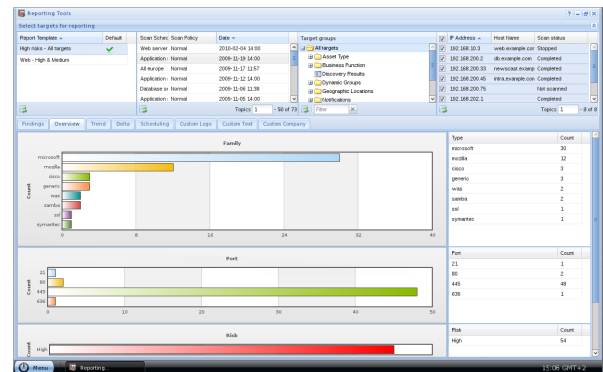 Reporting Tools
Select targets for reporting
Report Template Default
High risks - All targets
Web - High & Medium
Scan Sched Scan Policy Date
Web server Normal 2010-02-04 14:00
Application Normal 2009-11-19 14:00
All europe Normal 2009-11-17 11:57
Application Normal 2009-11-12 14:00
Database sv Normal 2009-11-06 11:38
Application Normal 2009-11-05 14:00
Topics 1 - 50 of 73
Target groups
All targets
Asset Type
Business Function
Discovery Results
Dynamic Groups
Geographic Locations
Notifications
Filter
IP Address Host Name Scan status
192.168.10.3 web.example.com Stopped
192.168.200.2 db.example.com Completed
192.168.200.33 newscast.exampl Completed
192.168.200.45 intra.example.com Completed
192.168.200.75 Not scanned
192.168.202.1 Completed
Topics 1 - 8 of 8
Findings Overview Trend Delta Scheduling Custom Logo Custom Text Custom Company
Family
Count
microsoft
mozilla
cisco
generic
was
samba
ssl
symantec
0 8 16 24 32 40
Type Count
microsoft 30
mozilla 12
cisco 3
generic 3
was 2
samba 2
ssl 1
symantec 1
Port
Count
21
80
445
636
0 10 20 30 40 50
Port Count
21 1
80 2
445 48
636 1
Risk
Count
High
Risk Count
High 54
Menu Reporting... 15:06 GMT+2